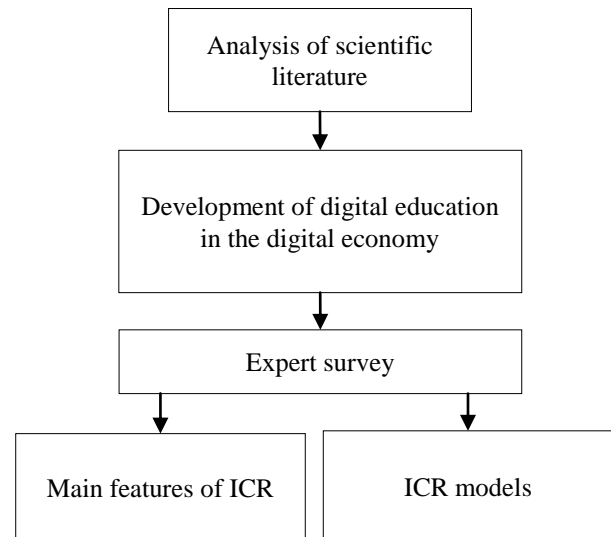 Analysis of scientific
literature
Development of digital education
in the digital economy
Expert survey
Main features of ICR
ICR models